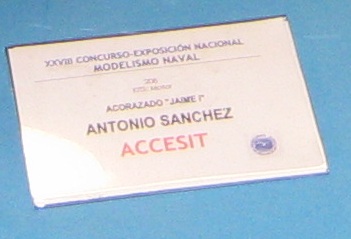 XXVIII CONCURSO-EXPOSICIÓN NACIONAL
MODELISMO NAVAL
ACORAZADO "JAIME I"
ANTONIO SANCHEZ
ACCESIT